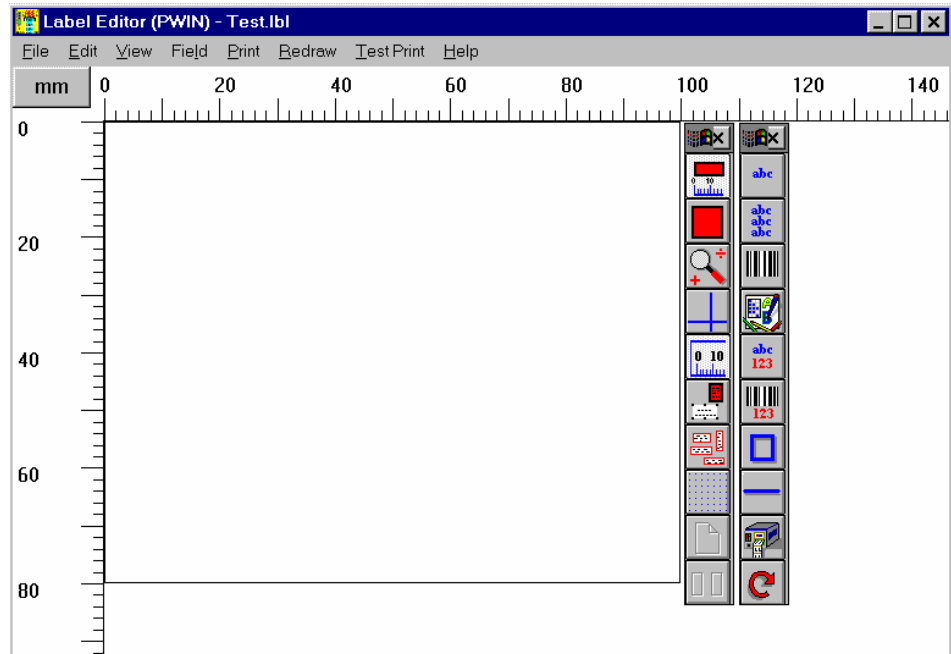 Label Editor (PWIN) - Test.lbl
File Edit View Field Print Redraw Test Print Help
mm 0 20 40 60 80 100 120 140
0
0 10
abc
abc
abc
abc
20
40
0 10
abc
123
123
60
80